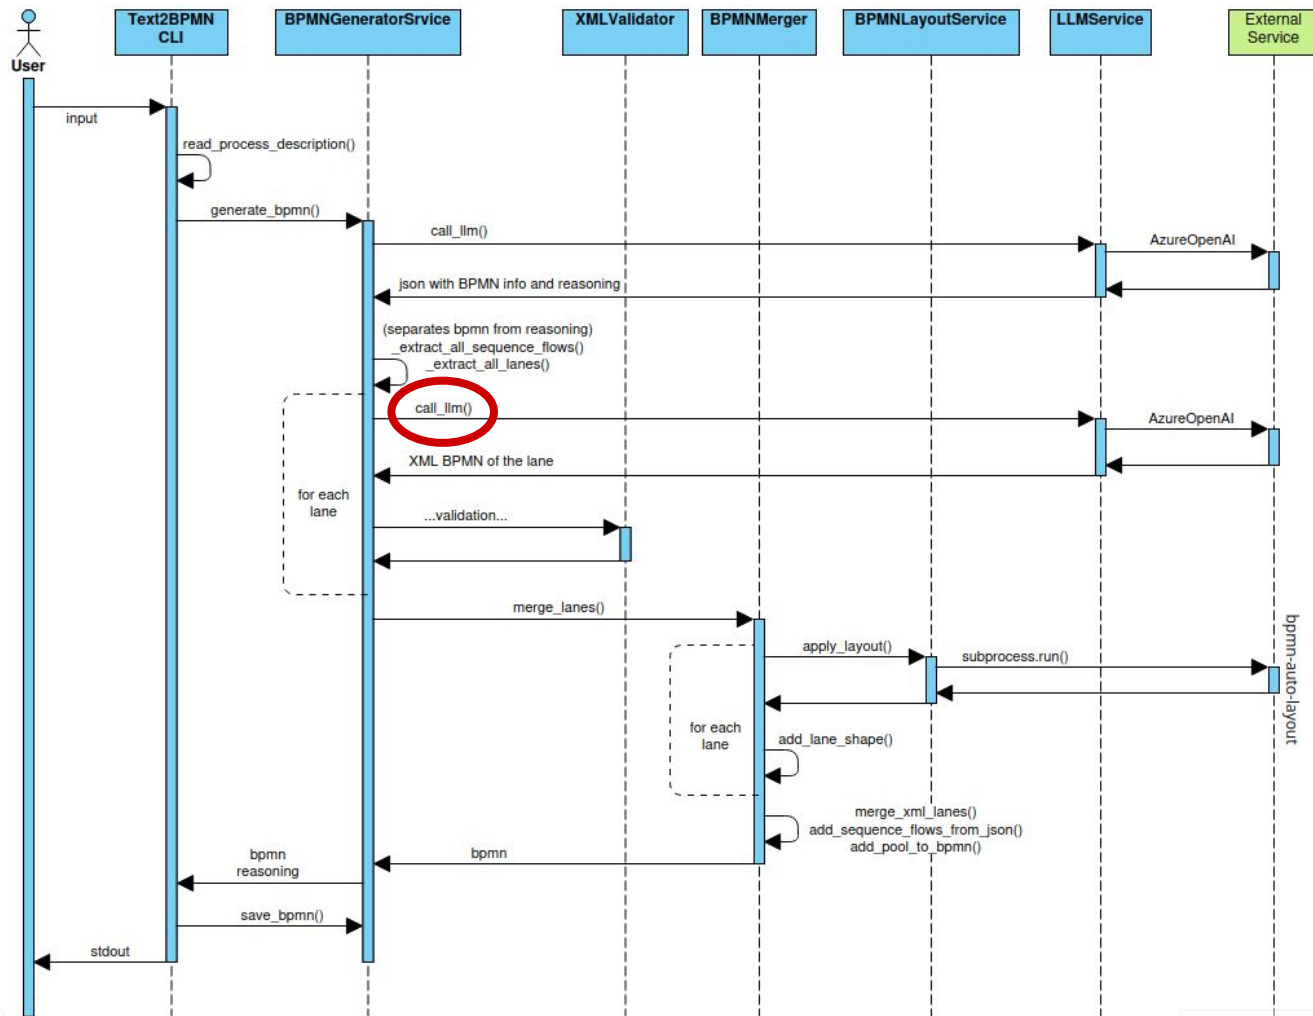 Text2BPMN
CLI
BPMNGeneratorSrvice
XMLValidator
BPMNMerger
BPMNLayoutService
LLMService
External
Service
User
input
read_process_description()
generate_bpmn()
call_llm()
AzureOpenAI
json with BPMN info and reasoning
(separates bpmn from reasoning)
_extract_all_sequence_flows()
_extract_all_lanes()
call_llm()
AzureOpenAI
XML BPMN of the lane
for each
lane
...validation...
merge_lanes()
apply_layout()
subprocess.run()
bpmn-auto-layout
for each
lane
add_lane_shape()
merge_xml_lanes()
add_sequence_flows_from_json()
add_pool_to_bpmn()
bpmn
bpmn
reasoning
save_bpmn()
stdout